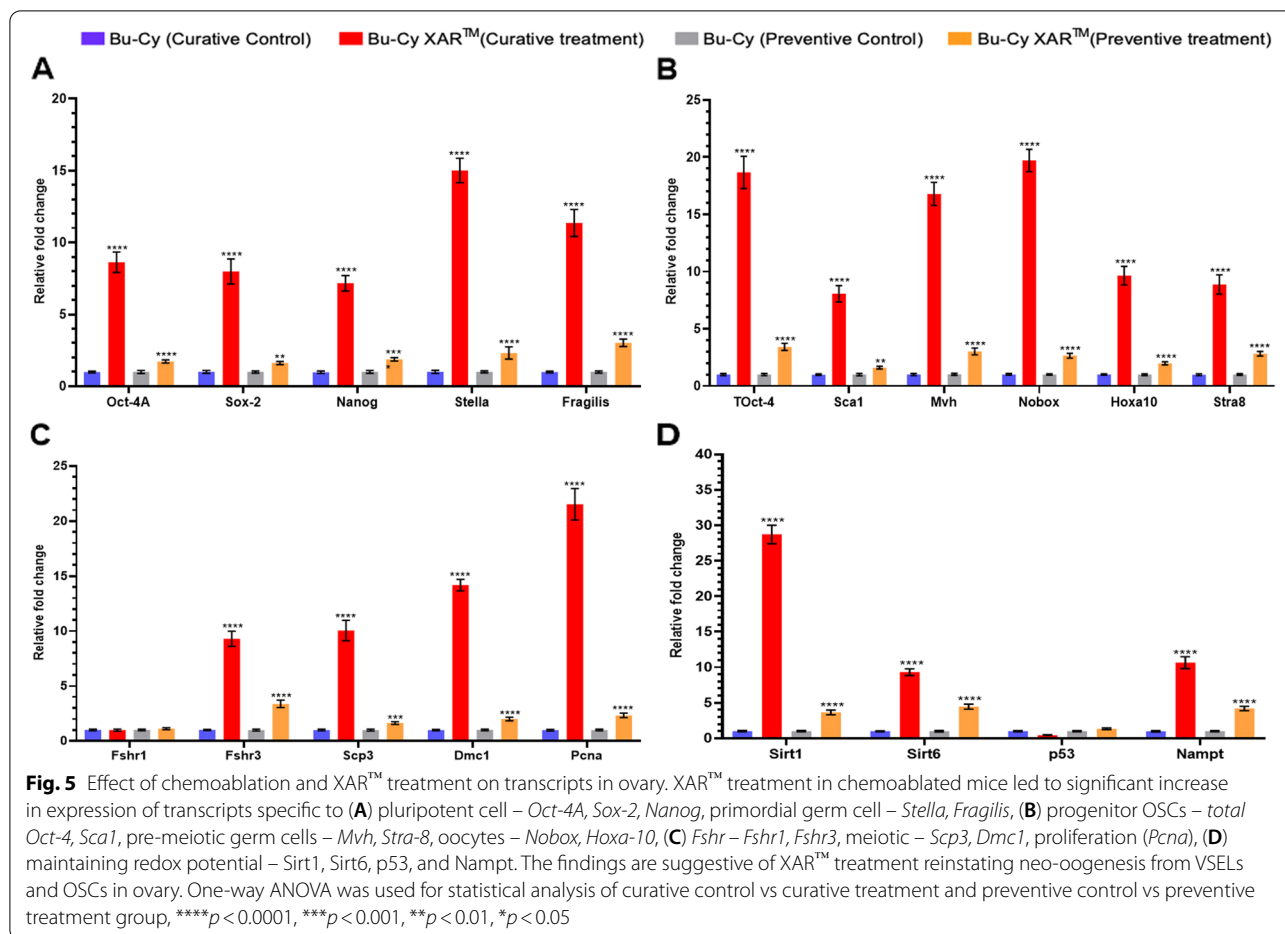 Bu-Cy (Curative Control) Bu-Cy XAR™(Curative treatment) Bu-Cy (Preventive Control) Bu-Cy XAR™(Preventive treatment)
A
Relative fold change
20
15
10
5
0
**** **** **** **** ****
**** ** *** * **** ****
Oct-4A Sox-2 Nanog Stella Fragilis
B
Relative fold change
25
20
15
10
5
0
**** **** **** **** **** ****
**** ** **** **** **** ****
TOct-4 Sca1 Mvh Nobox Hoxa10 Stra8
C
Relative fold change
25
20
15
10
5
0
**** **** **** ****
**** *** **** ****
Fshr1 Fshr3 Scp3 Dmc1 Pcna
D
Relative fold change
40
35
30
25
20
15
10
5
0
**** **** ****
**** **** ****
Sirt1 Sirt6 p53 Nampt
Fig. 5 Effect of chemoablation and XAR™ treatment on transcripts in ovary. XAR™ treatment in chemoablated mice led to significant increase
in expression of transcripts specific to (A) pluripotent cell – Oct-4A, Sox-2, Nanog, primordial germ cell – Stella, Fragilis, (B) progenitor OSCs – total
Oct-4, Sca1, pre-meiotic germ cells – Mvh, Stra-8, oocytes – Nobox, Hoxa-10, (C) Fshr – Fshr1, Fshr3, meiotic – Scp3, Dmc1, proliferation (Pcna), (D)
maintaining redox potential – Sirt1, Sirt6, p53, and Nampt. The findings are suggestive of XAR™ treatment reinstating neo-oogenesis from VSELs
and OSCs in ovary. One-way ANOVA was used for statistical analysis of curative control vs curative treatment and preventive control vs preventive
treatment group, ****p < 0.0001, ***p < 0.001, **p < 0.01, *p < 0.05